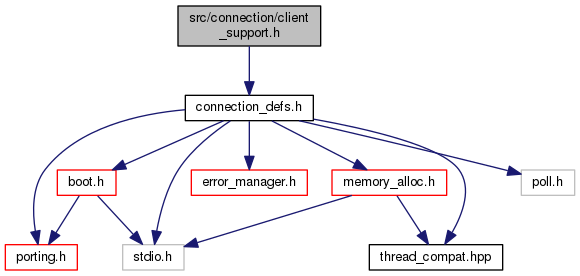 src/connection/client
_support.h
connection_defs.h
boot.h
error_manager.h
memory_alloc.h
poll.h
porting.h
stdio.h
thread_compat.hpp